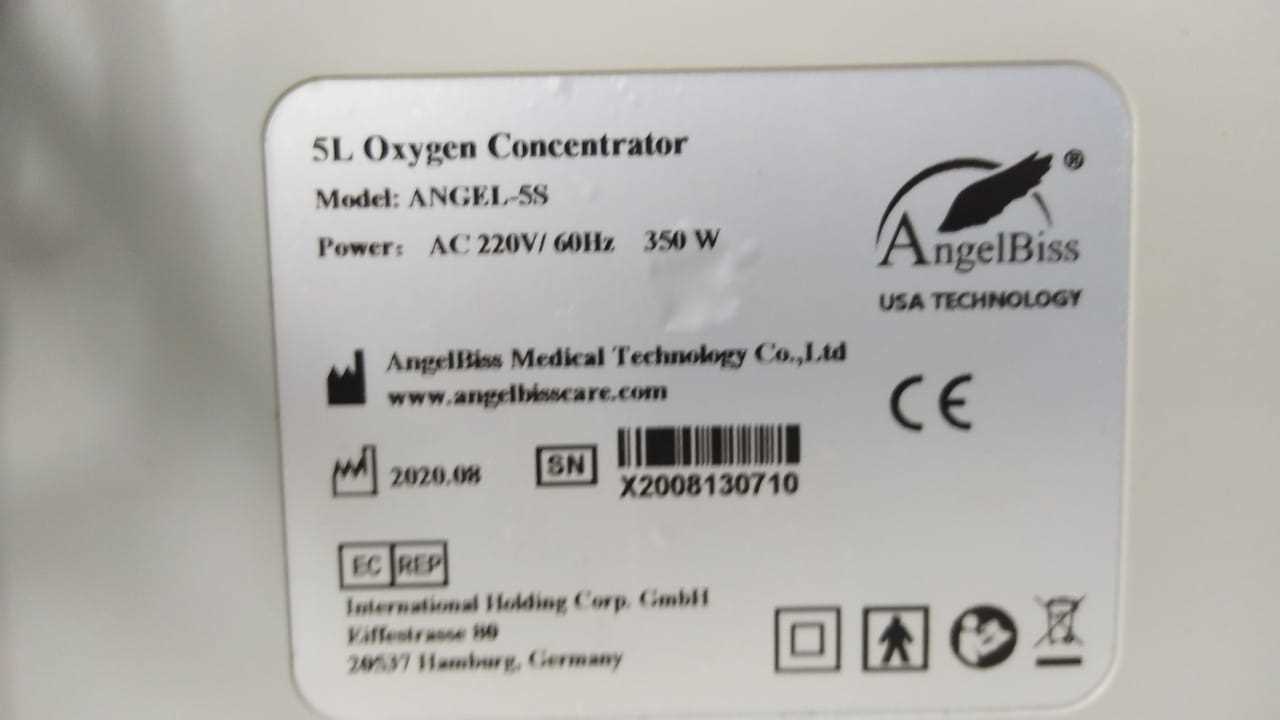 5L Oxygen Concentrator
Model: ANGEL-5S
Power: AC 220V/ 60Hz 350 W
®
AngelBiss
USA TECHNOLOGY
AngelBiss Medical Technology Co.,Ltd
www.angelbisscare.com
CE
2020.08
SN
X2008130710
EC REP
International Holding Corp. GmbH
Eiffestrasse 80
20537 Hamburg, Germany